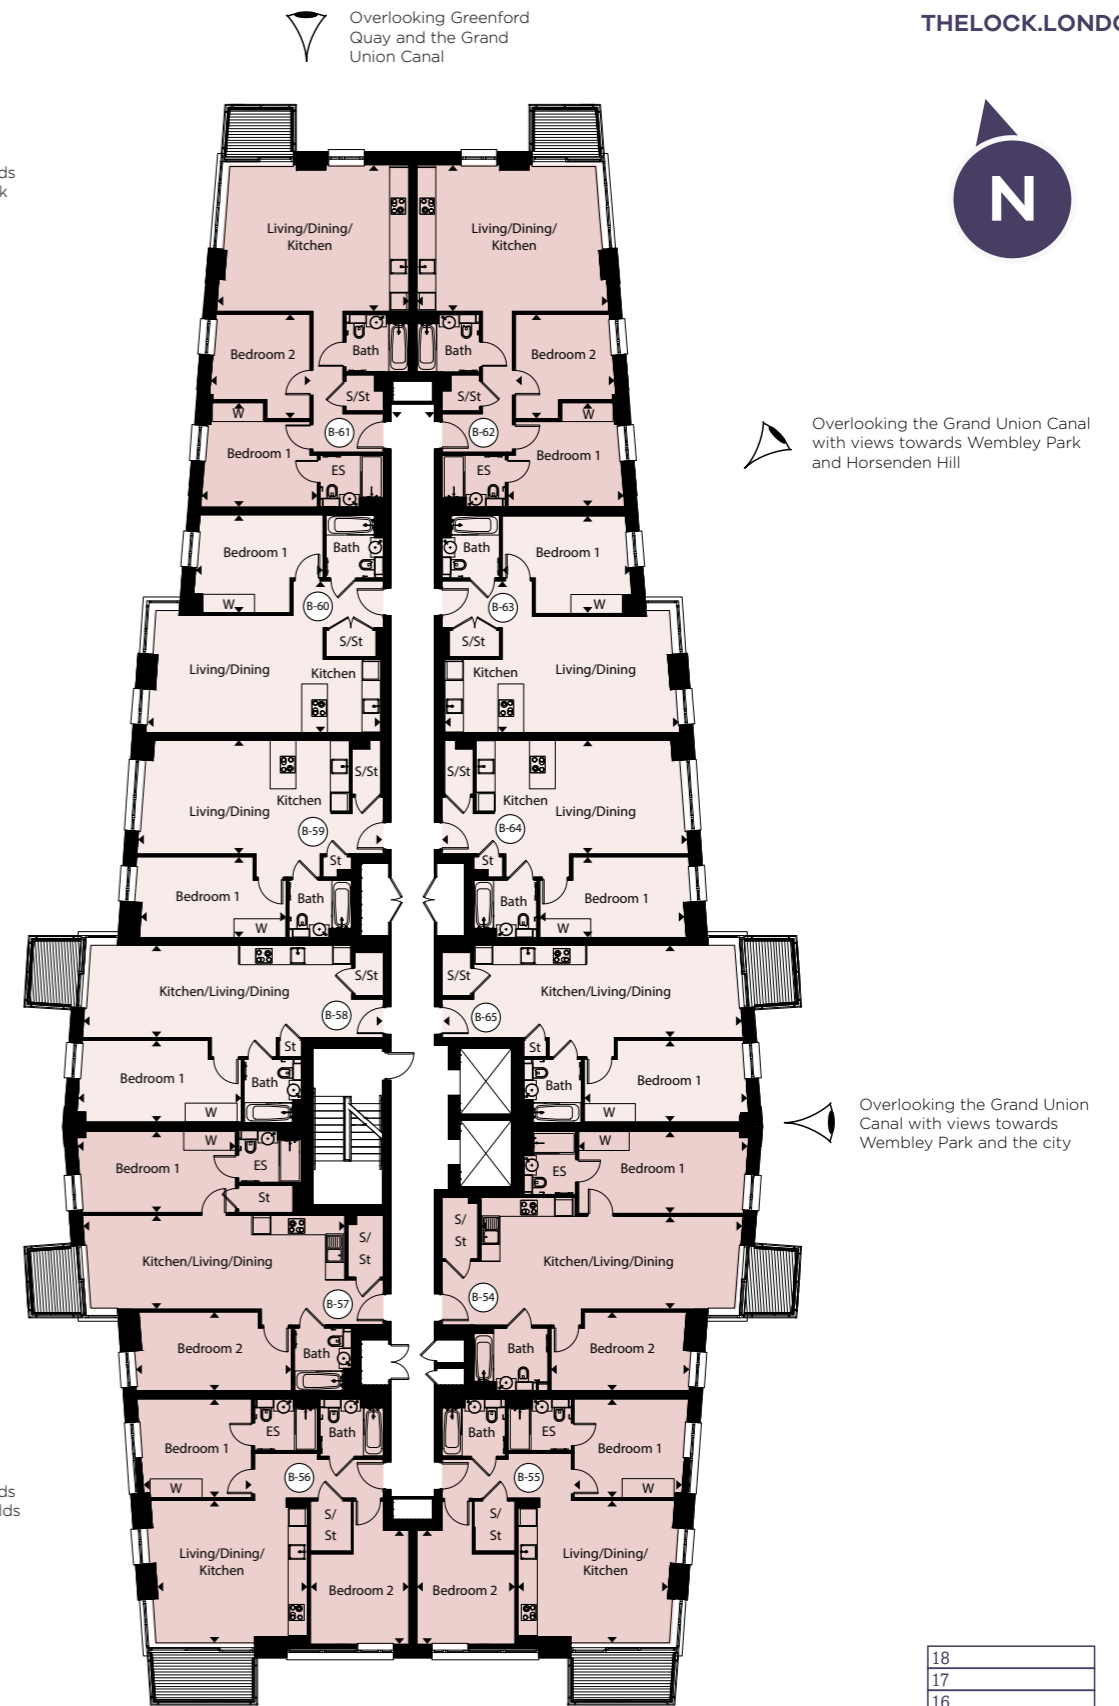 Overlooking Greenford
Quay and the Grand
Union Canal
THELOCK.LONDO
N
ds
k
Living/Dining/
Kitchen
Living/Dining/
Kitchen
Bedroom 2
Bath
Bath
Bedroom 2
S/St
S/St
W
B-61
B-62
W
Bedroom 1
ES
ES
Bedroom 1
Overlooking the Grand Union Canal
with views towards Wembley Park
and Horsenden Hill
Bedroom 1
Bath
Bath
Bedroom 1
W
B-60
B-63
W
S/St
S/St
Living/Dining
Kitchen
Kitchen
Living/Dining
S/St
S/St
Kitchen
Kitchen
Living/Dining
Living/Dining
B-59
B-64
St
St
Bedroom 1
Bath
Bath
Bedroom 1
W
W
S/St
S/St
Kitchen/Living/Dining
Kitchen/Living/Dining
B-58
B-65
St
St
Bedroom 1
Bath
Bath
Bedroom 1
W
W
Overlooking the Grand Union
Canal with views towards
Wembley Park and the city
W
W
Bedroom 1
ES
ES
Bedroom 1
St
S/
St
S/
St
Kitchen/Living/Dining
Kitchen/Living/Dining
B-57
B-54
Bedroom 2
Bath
Bath
Bedroom 2
Bedroom 1
ES
Bath
Bath
ES
Bedroom 1
W
B-56
B-55
W
ds
lds
S/
St
S/
St
Living/Dining/
Kitchen
Living/Dining/
Kitchen
Bedroom 2
Bedroom 2
18
17
16